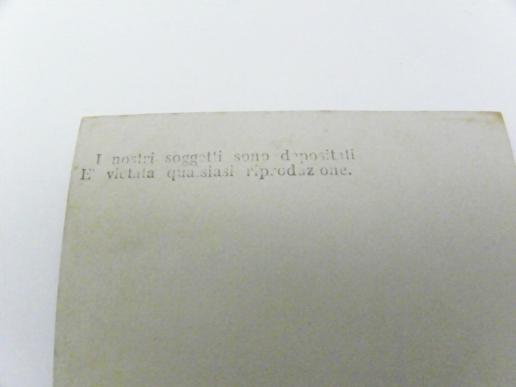 I nostri soggetti sono depositati
E' vietata qualsiasi riproduzione.